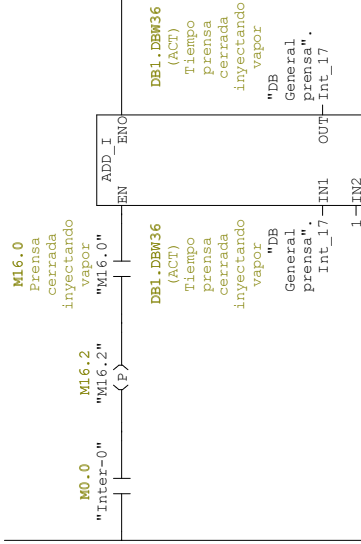 M0.0
"Inter-0"
M16.2
"M16.2"
P
M16.0
Prensa
cerrada
inyectando
vapor
"M16.0"
ADD_I
EN
ENO
DB1.DBW36
(ACT)
Tiempo
prensa
cerrada
inyectando
vapor
"DB
General
prensa".
Int_17
IN1
1
IN2
DB1.DBW36
(ACT)
Tiempo
prensa
cerrada
inyectando
vapor
"DB
General
prensa".
OUT
Int_17